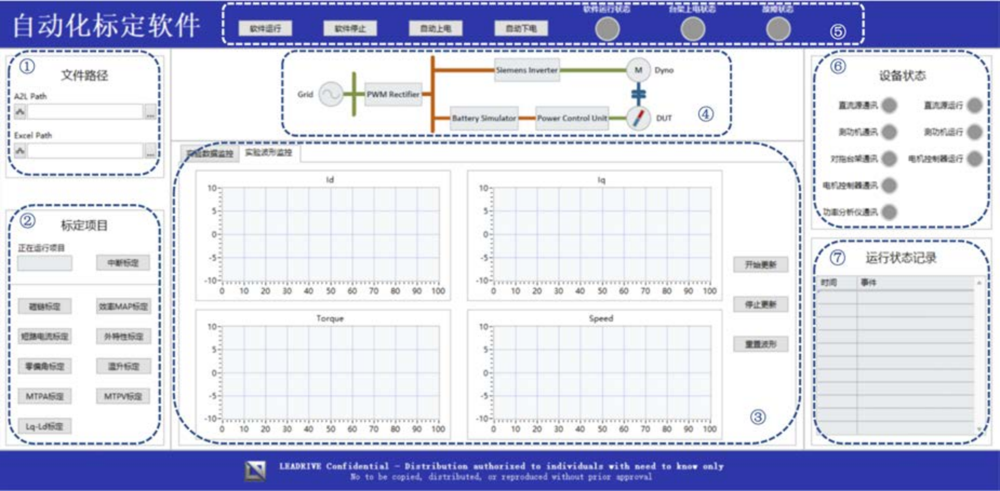 自动化标定软件
软件运行
软件停止
自动上电
自动下电
软件运行状态
台架上电状态
故障状态
⑤
①
文件路径
A2L Path
...
Excel Path
...
②
标定项目
正在运行项目
中断标定
磁链标定
效率MAP标定
短路电流标定
外特性标定
零偏角标定
温升标定
MTPA标定
MTPV标定
Lq-Ld标定
Grid
PWM Rectifier
Siemens Inverter
M
Dyno
Battery Simulator
Power Control Unit
DUT
④
实验数据监控
实验波形监控
Id
10
5
0
-5
-10
0 10 20 30 40 50 60 70 80 90 100
Iq
10
5
0
-5
-10
0 10 20 30 40 50 60 70 80 90 100
Torque
10
5
0
-5
-10
0 10 20 30 40 50 60 70 80 90 100
Speed
10
5
0
-5
-10
0 10 20 30 40 50 60 70 80 90 100
开始更新
停止更新
重置波形
③
⑥
设备状态
直流源通讯
直流源运行
测功机通讯
测功机运行
对拖台架通讯
电机控制器运行
电机控制器通讯
功率分析仪通讯
⑦
运行状态记录
时间
事件
LEADRIVE Confidential - Distribution authorized to individuals with need to know only
No to be copied, distributed, or reproduced without prior approval